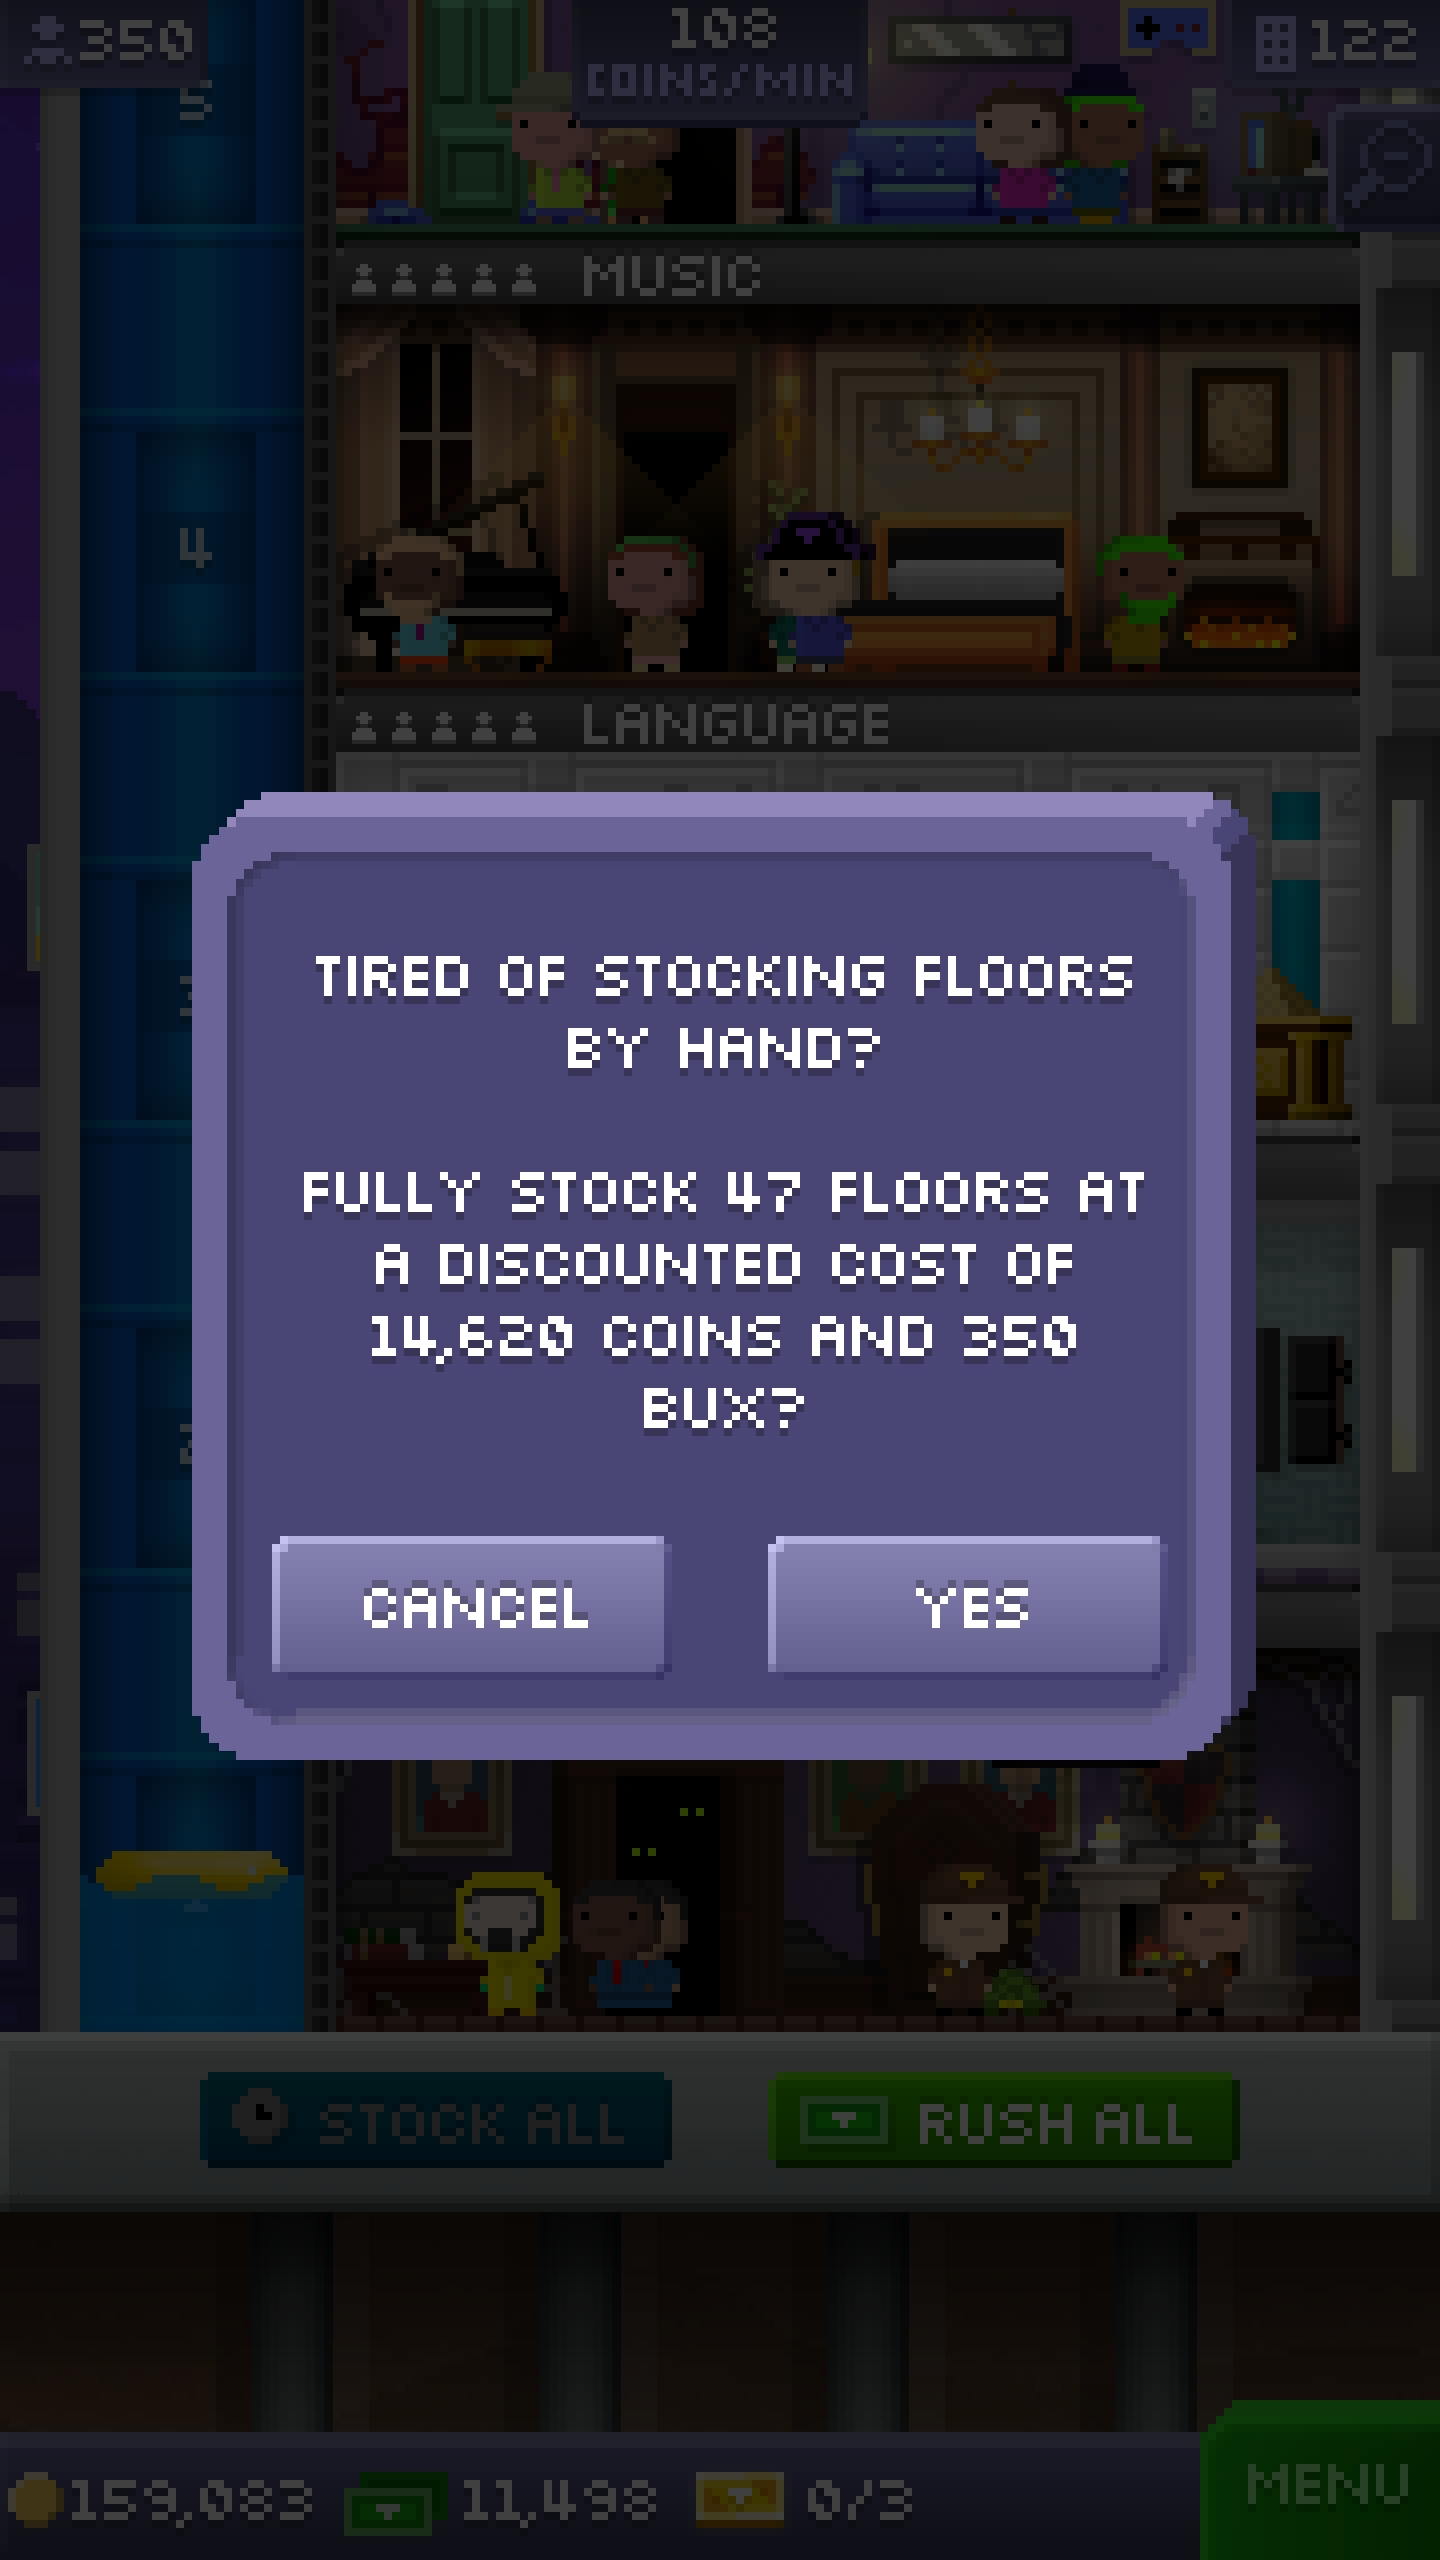 350
108
COINS/MIN
122
5
MUSIC
4
LANGUAGE
TIRED OF STOCKING FLOORS
BY HAND?
FULLY STOCK 47 FLOORS AT
A DISCOUNTED COST OF
14,620 COINS AND 350
BUX?
CANCEL
YES
STOCK ALL
RUSH ALL
159,083
11,498
0/3
MENU